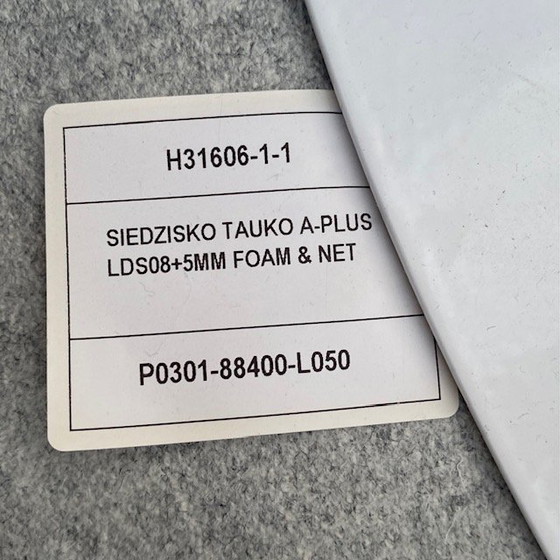 H31606-1-1
SIEDZISKO TAUKO A-PLUS
LDS08+5MM FOAM & NET
P0301-88400-L050